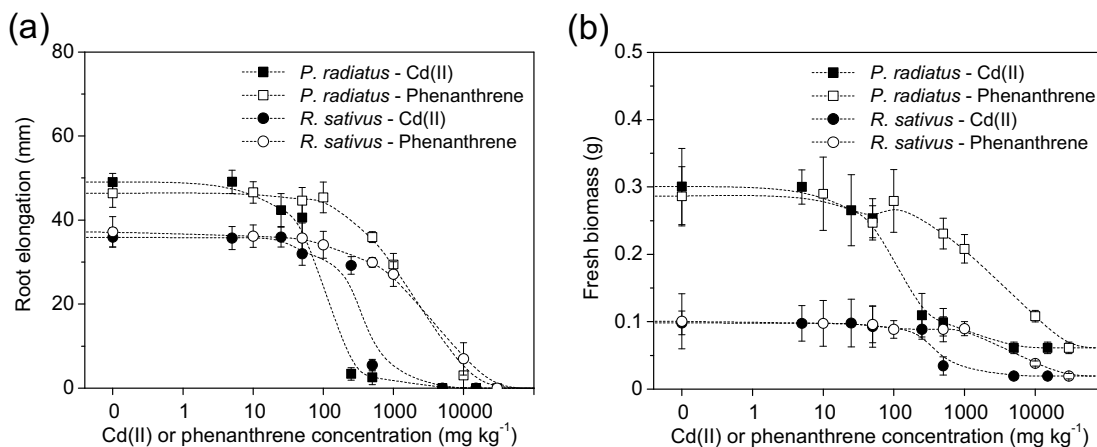 (a)
80
60
40
20
0
Root elongation (mm)
P. radiatus - Cd(II)
P. radiatus - Phenanthrene
R. sativus - Cd(II)
R. sativus - Phenanthrene
0 1 10 100 1000 10000
Cd(II) or phenanthrene concentration (mg kg⁻¹)
(b)
0.5
0.4
0.3
0.2
0.1
0.0
Fresh biomass (g)
P. radiatus - Cd(II)
P. radiatus - Phenanthrene
R. sativus - Cd(II)
R. sativus - Phenanthrene
0 1 10 100 1000 10000
Cd(II) or phenanthrene concentration (mg kg⁻¹)